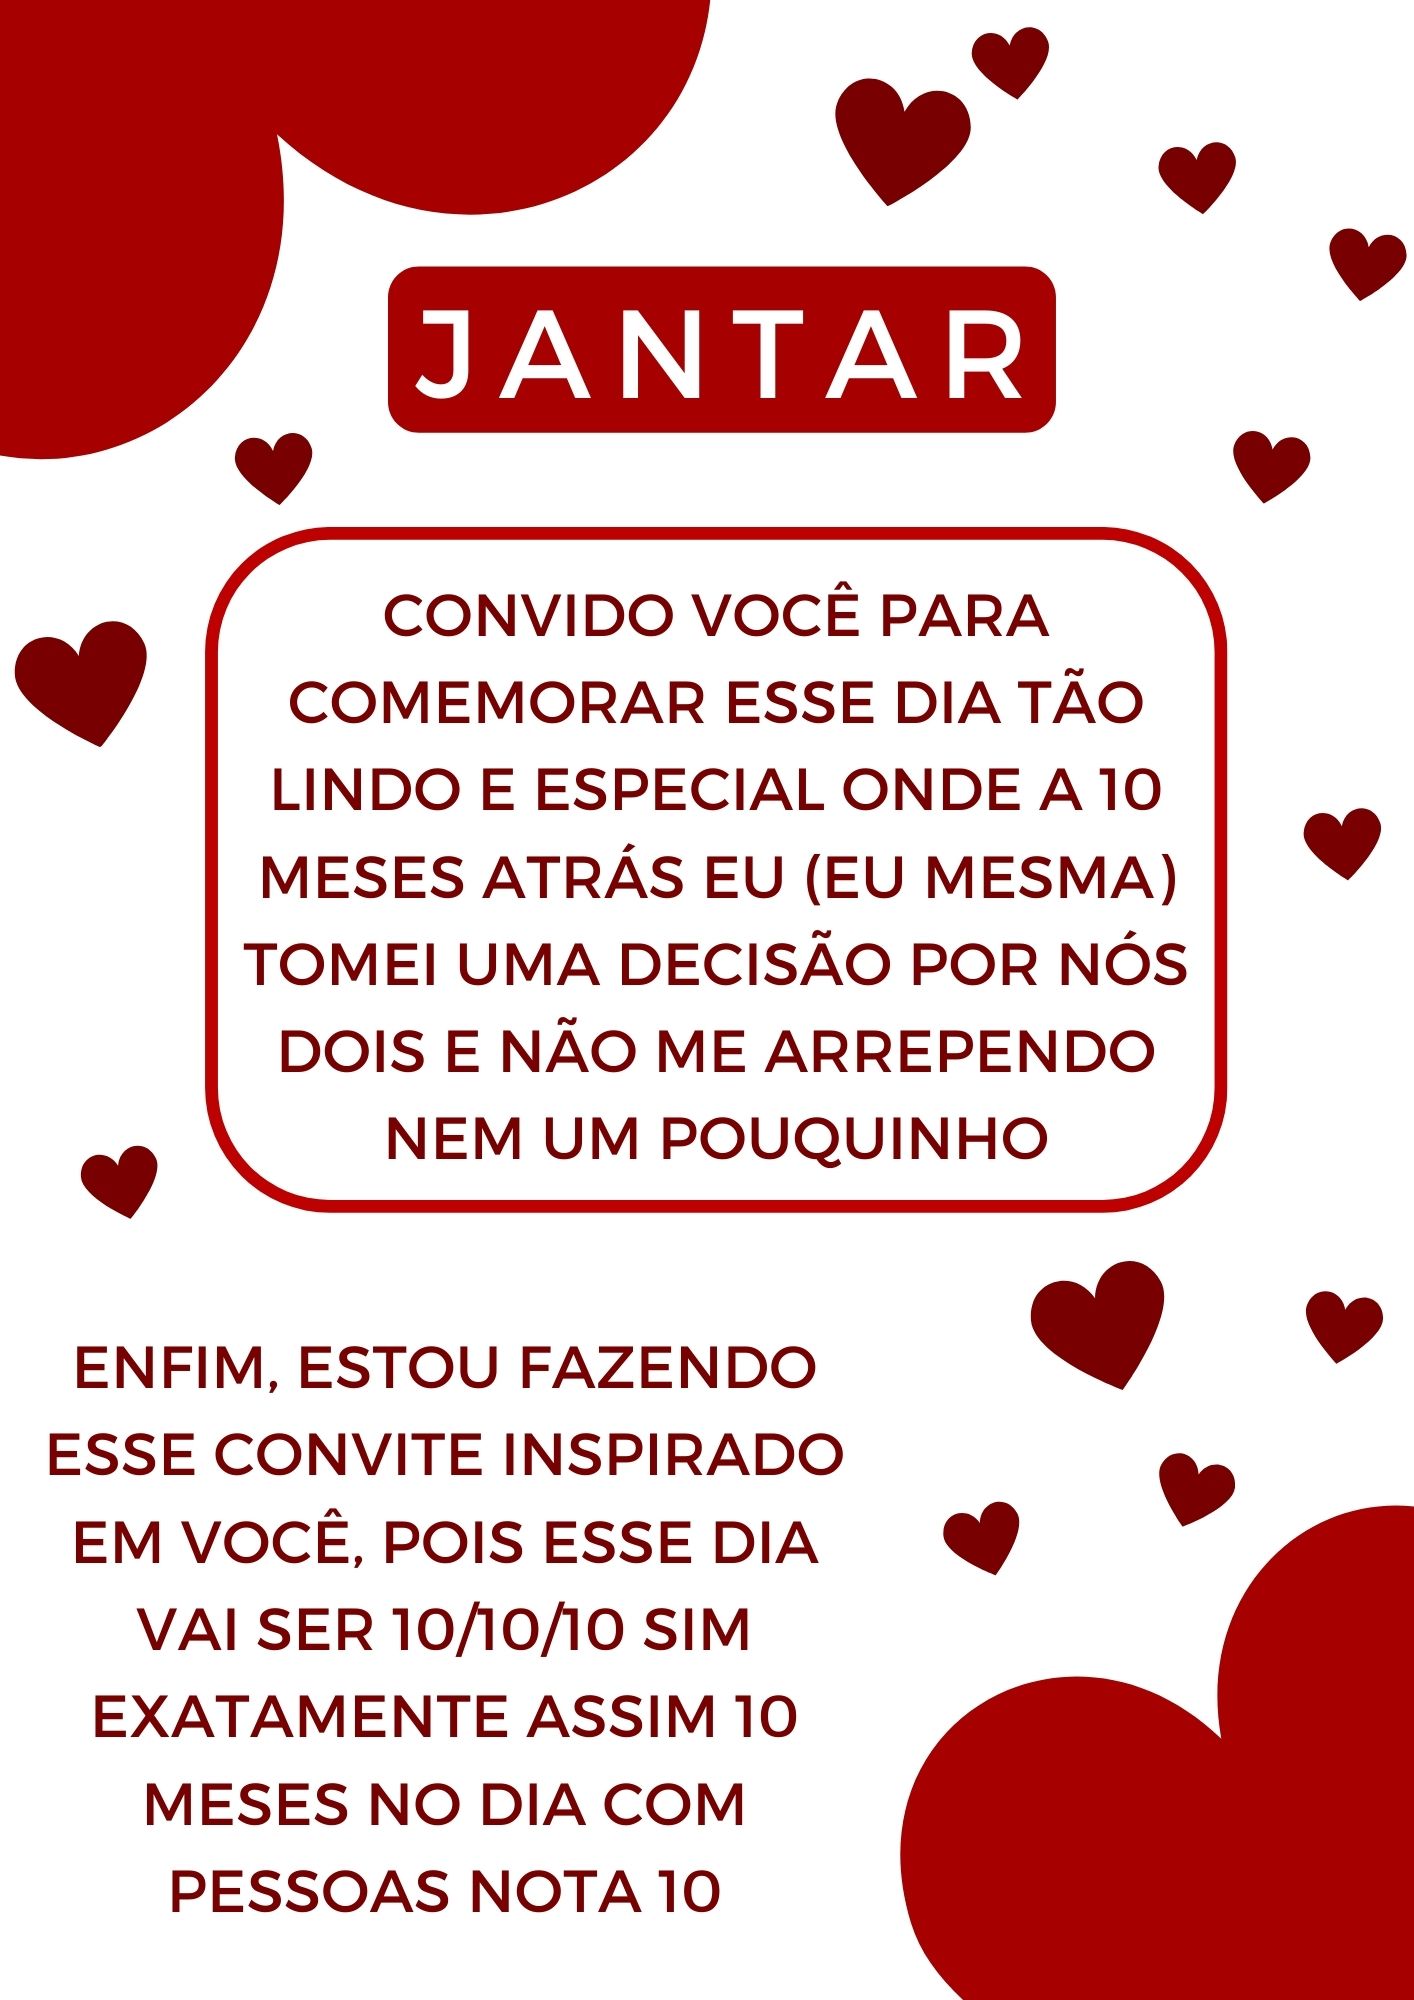 JANTAR
CONVIDO VOCÊ PARA
COMEMORAR ESSE DIA TÃO
LINDO E ESPECIAL ONDE A 10
MESES ATRÁS EU (EU MESMA)
TOMEI UMA DECISÃO POR NÓS
DOIS E NÃO ME ARREPENDO
NEM UM POUQUINHO
ENFIM, ESTOU FAZENDO
ESSE CONVITE INSPIRADO
EM VOCÊ, POIS ESSE DIA
VAI SER 10/10/10 SIM
EXATAMENTE ASSIM 10
MESES NO DIA COM
PESSOAS NOTA 10